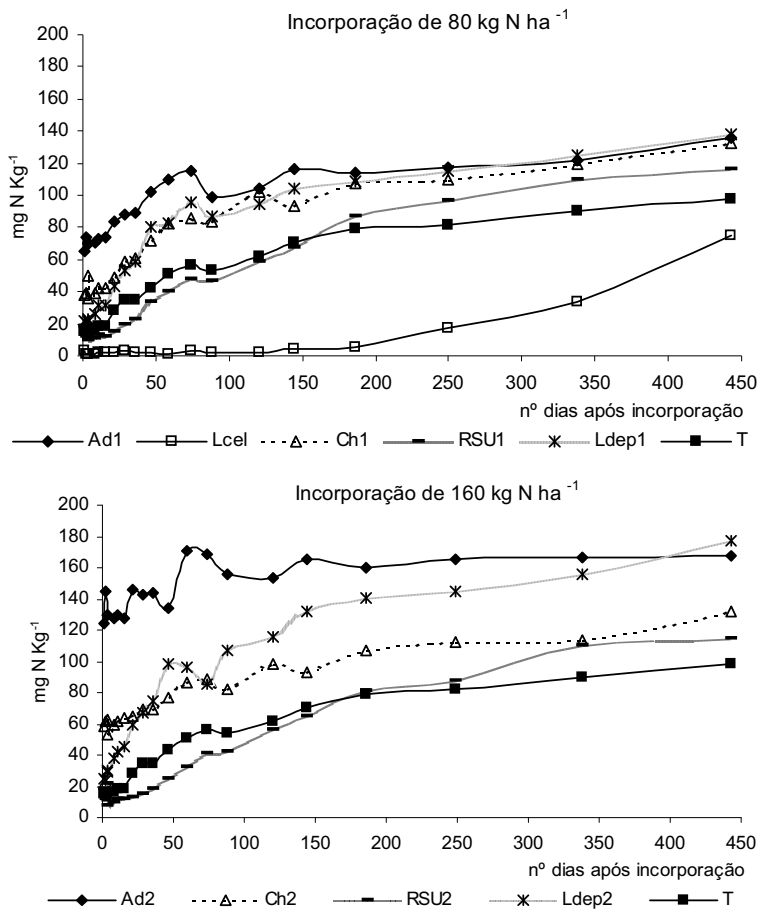 Incorporação de 80 kg N ha -1
200
180
160
140
120
100
80
60
40
20
0
mg N Kg-1
0 50 100 150 200 250 300 350 400 450
nº dias após incorporação
Ad1 Lcel Ch1 RSU1 Ldep1 T
Incorporação de 160 kg N ha -1
200
180
160
140
120
100
80
60
40
20
0
mg N Kg-1
0 50 100 150 200 250 300 350 400 450
nº dias após incorporação
Ad2 Ch2 RSU2 Ldep2 T